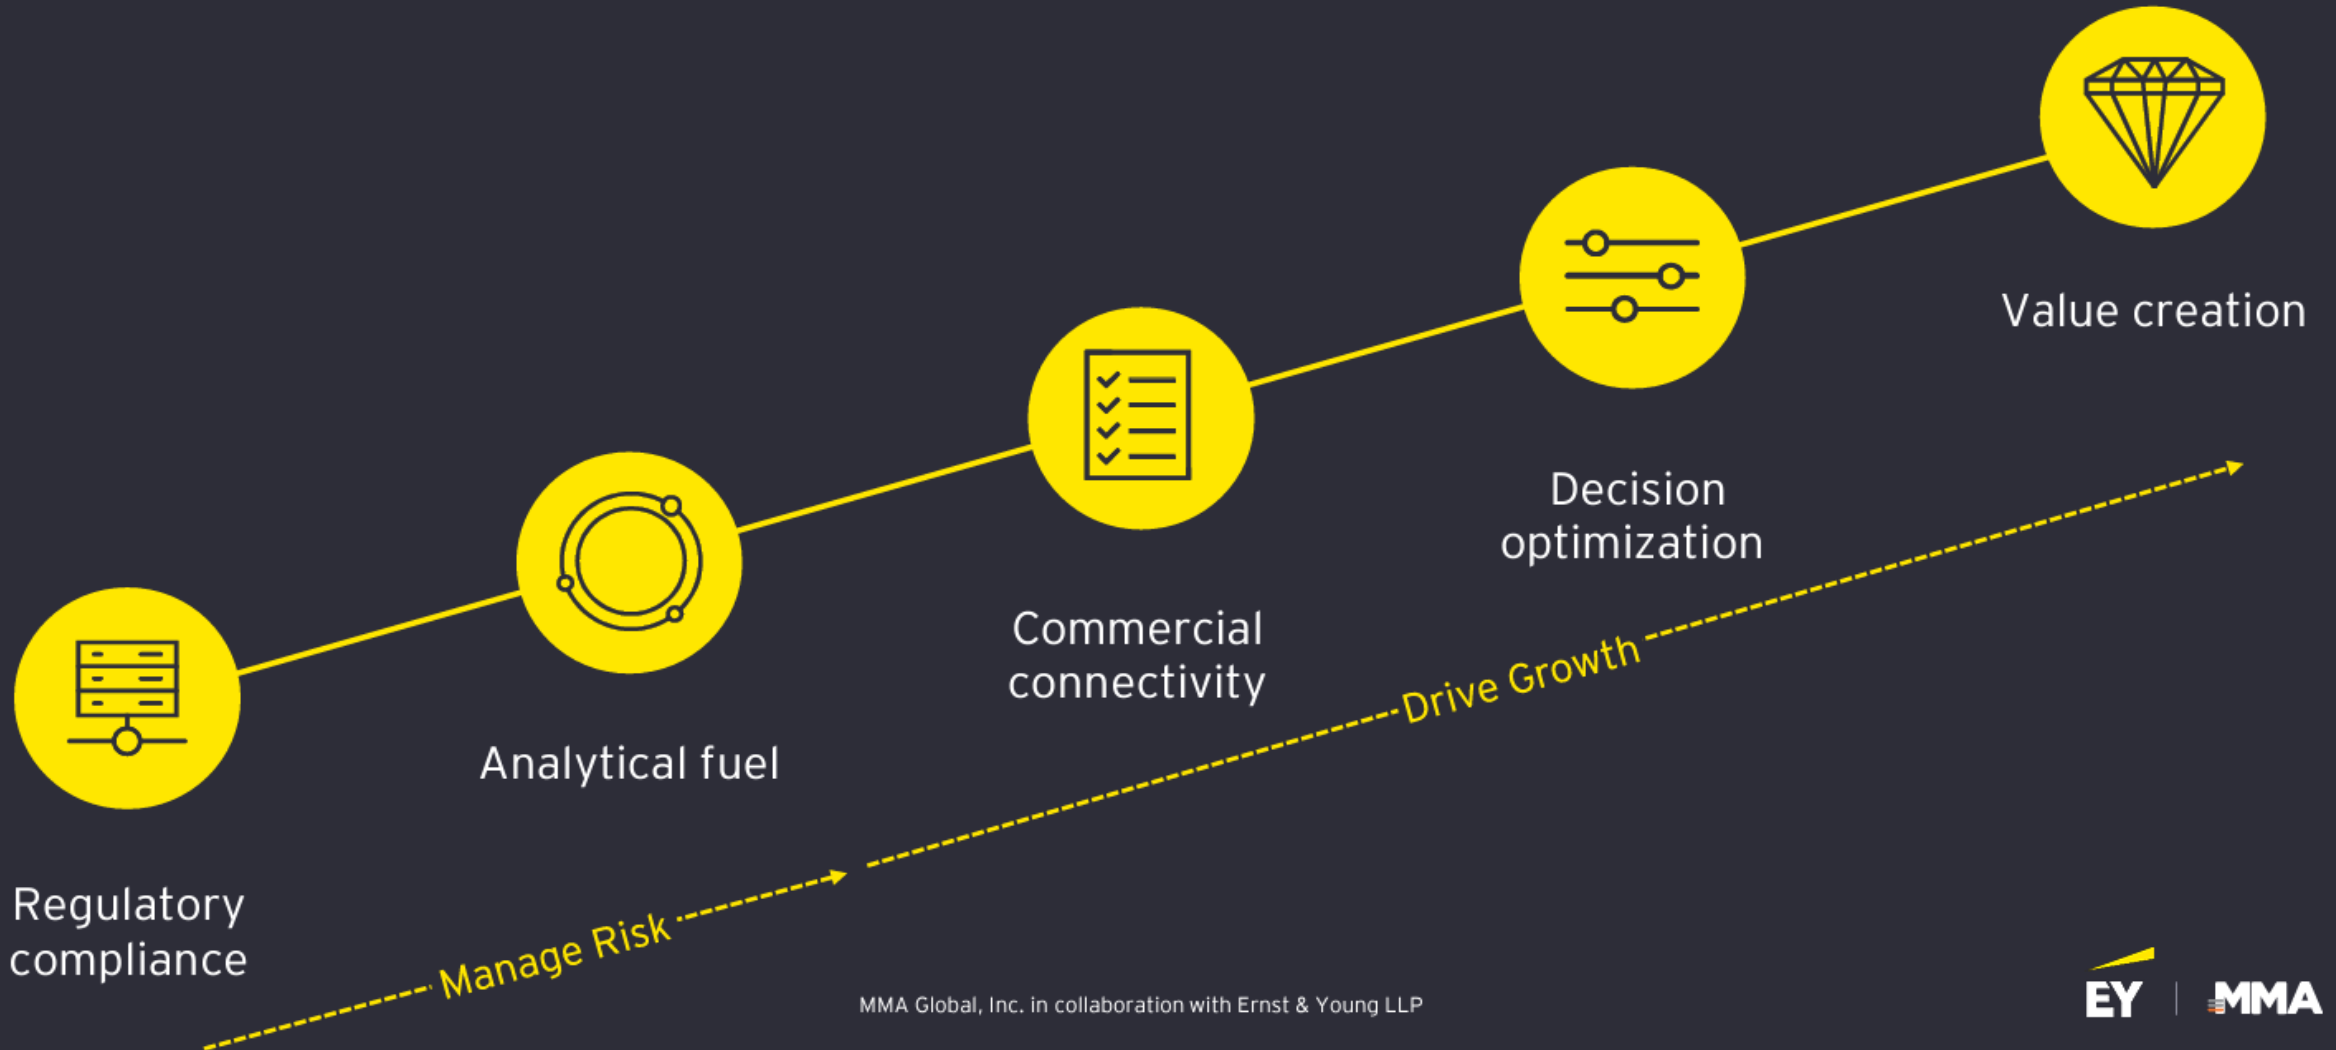 Value creation
Decision
optimization
Commercial
connectivity
Analytical fuel
Regulatory
compliance
Drive Growth
Manage Risk
MMA Global, Inc. in collaboration with Ernst & Young LLP
EY
MMA